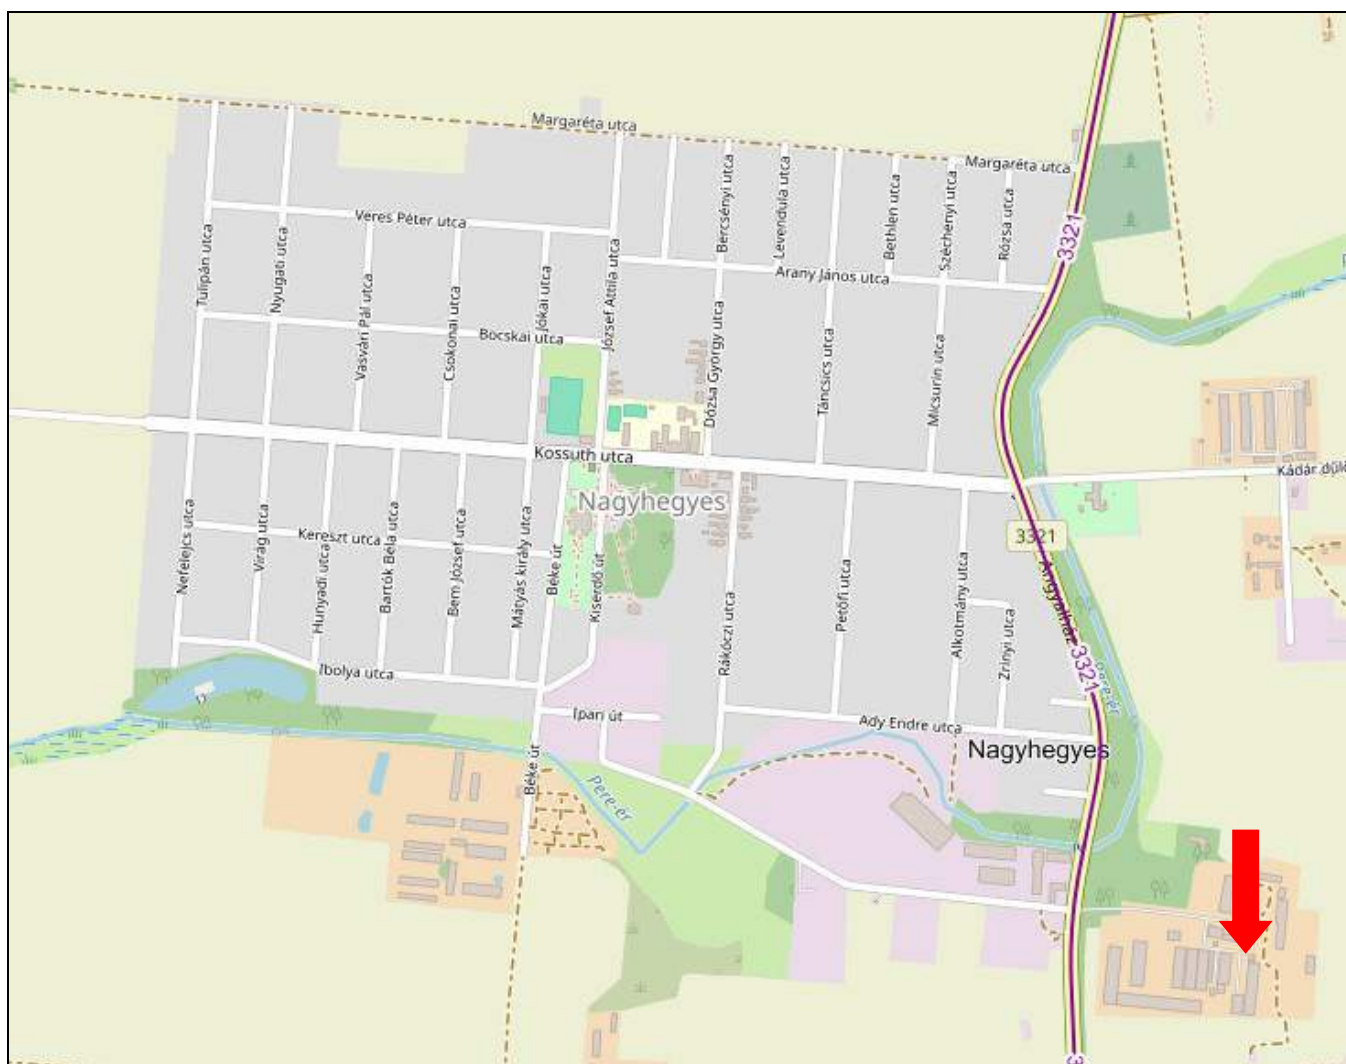 Margaréta utca
Margaréta utca
Veres Péter utca
Tulipán utca
Nyugati utca
Vasvári Pál utca
Csokonai utca
Jókai utca
József Attila utca
Bercsényi utca
Levendula utca
Bethlen utca
Széchenyi utca
Rózsa utca
3321
Arany János utca
Bocskai utca
Dózsa György utca
Táncsics utca
Micsurin utca
Kossuth utca
Kádár dűlő
Nagyhegyes
3321
Nefelejcs utca
Virág utca
Kereszt utca
Hunyadi utca
Bartók Béla utca
Bem József utca
Mátyás király utca
Béke út
Kiserdő út
Rákóczi utca
Petőfi utca
Alkotmány utca
Zrínyi utca
Angyalház
3321
Pere-ér
Ibolya utca
Ipari út
Ady Endre utca
Nagyhegyes
Béke út
Pere-ér